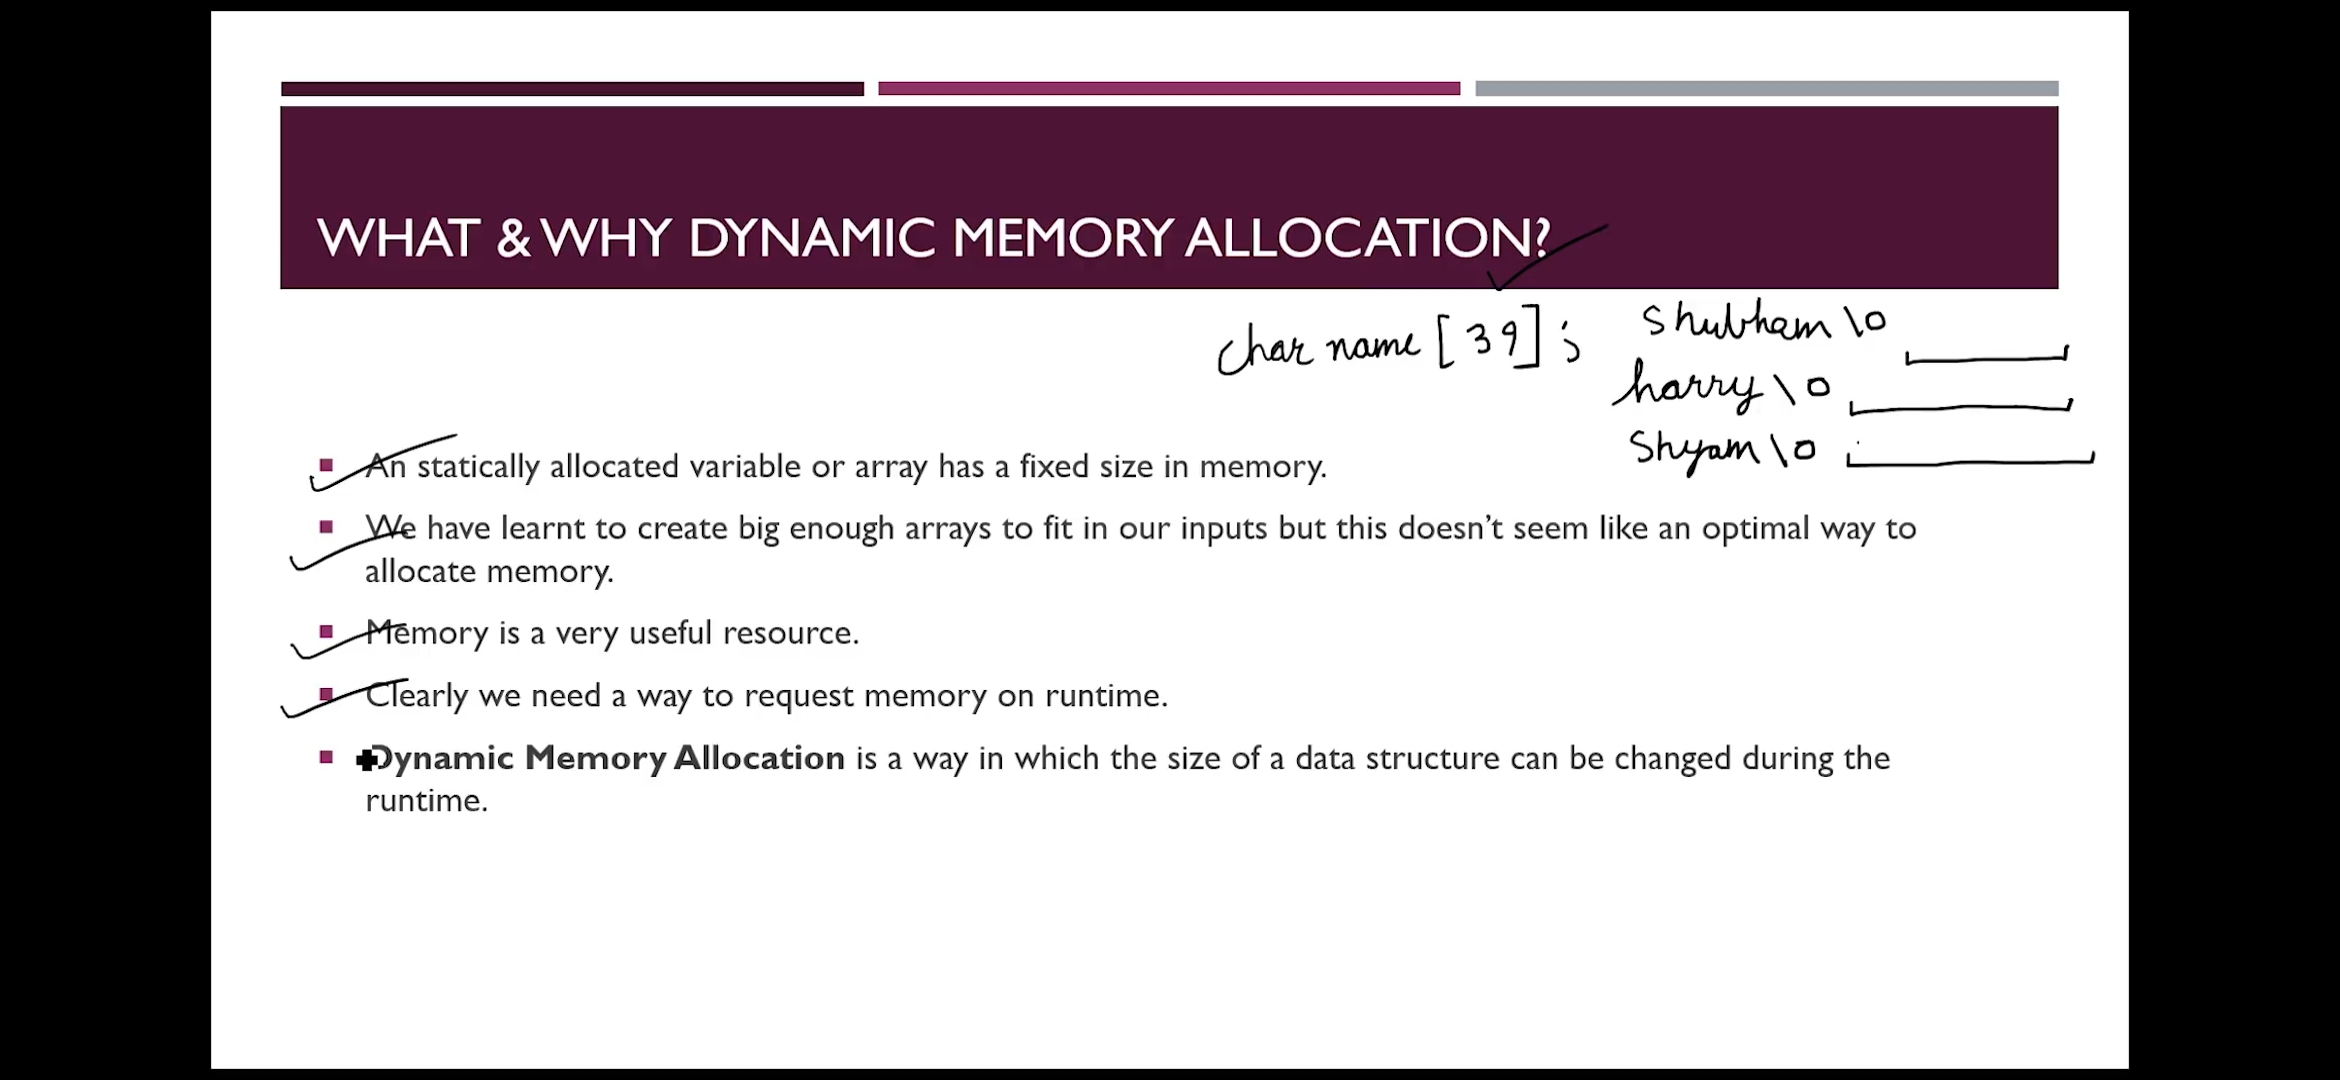 WHAT & WHY DYNAMIC MEMORY ALLOCATION?
char name [39]; shubham \0
harry \0
Shyam \0
An statically allocated variable or array has a fixed size in memory.
We have learnt to create big enough arrays to fit in our inputs but this doesn't seem like an optimal way to
allocate memory.
Memory is a very useful resource.
Clearly we need a way to request memory on runtime.
Dynamic Memory Allocation is a way in which the size of a data structure can be changed during the
runtime.